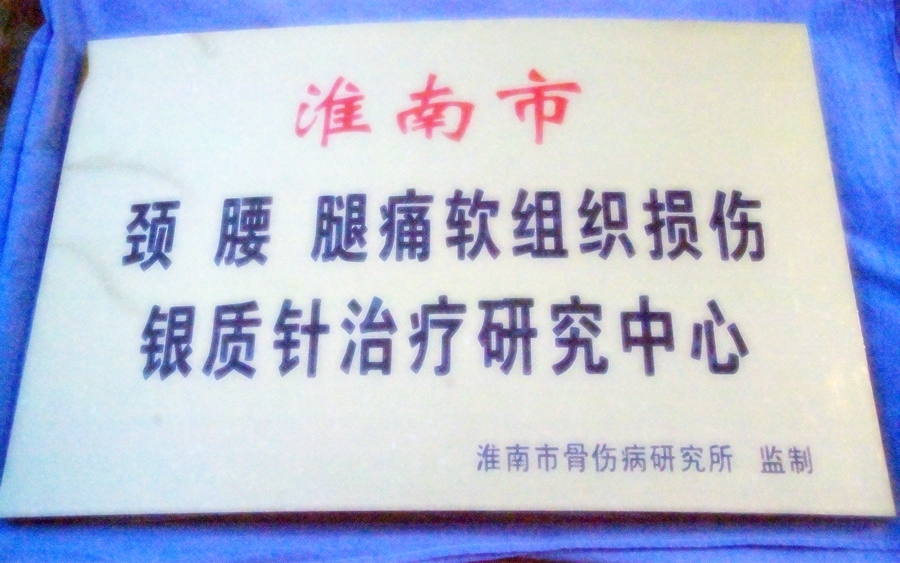 淮南市
颈 腰 腿痛软组织损伤
银质针治疗研究中心
淮南市骨伤病研究所 监制